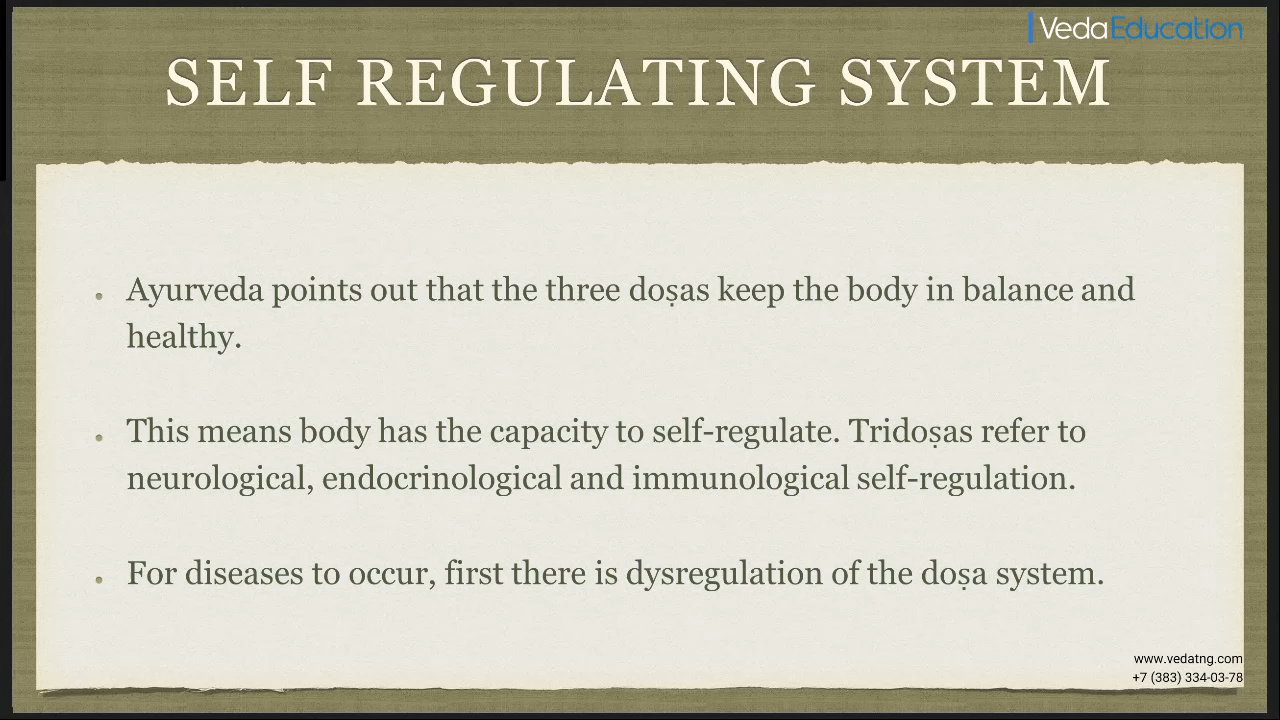 VedaEducation
SELF REGULATING SYSTEM
Ayurveda points out that the three doṣas keep the body in balance and
healthy.
This means body has the capacity to self-regulate. Tridoṣas refer to
neurological, endocrinological and immunological self-regulation.
For diseases to occur, first there is dysregulation of the doṣa system.
www.vedatng.com
+7 (383) 334-03-78